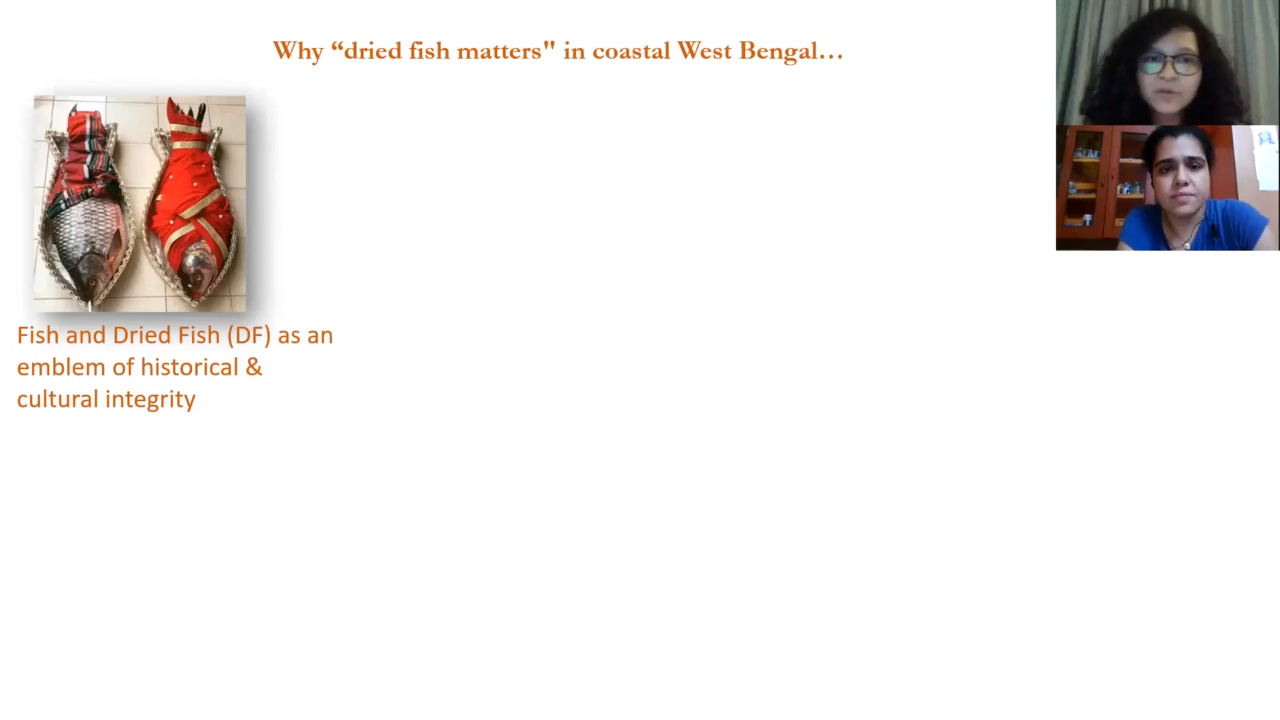 Why “dried fish matters" in coastal West Bengal…
Fish and Dried Fish (DF) as an
emblem of historical &
cultural integrity